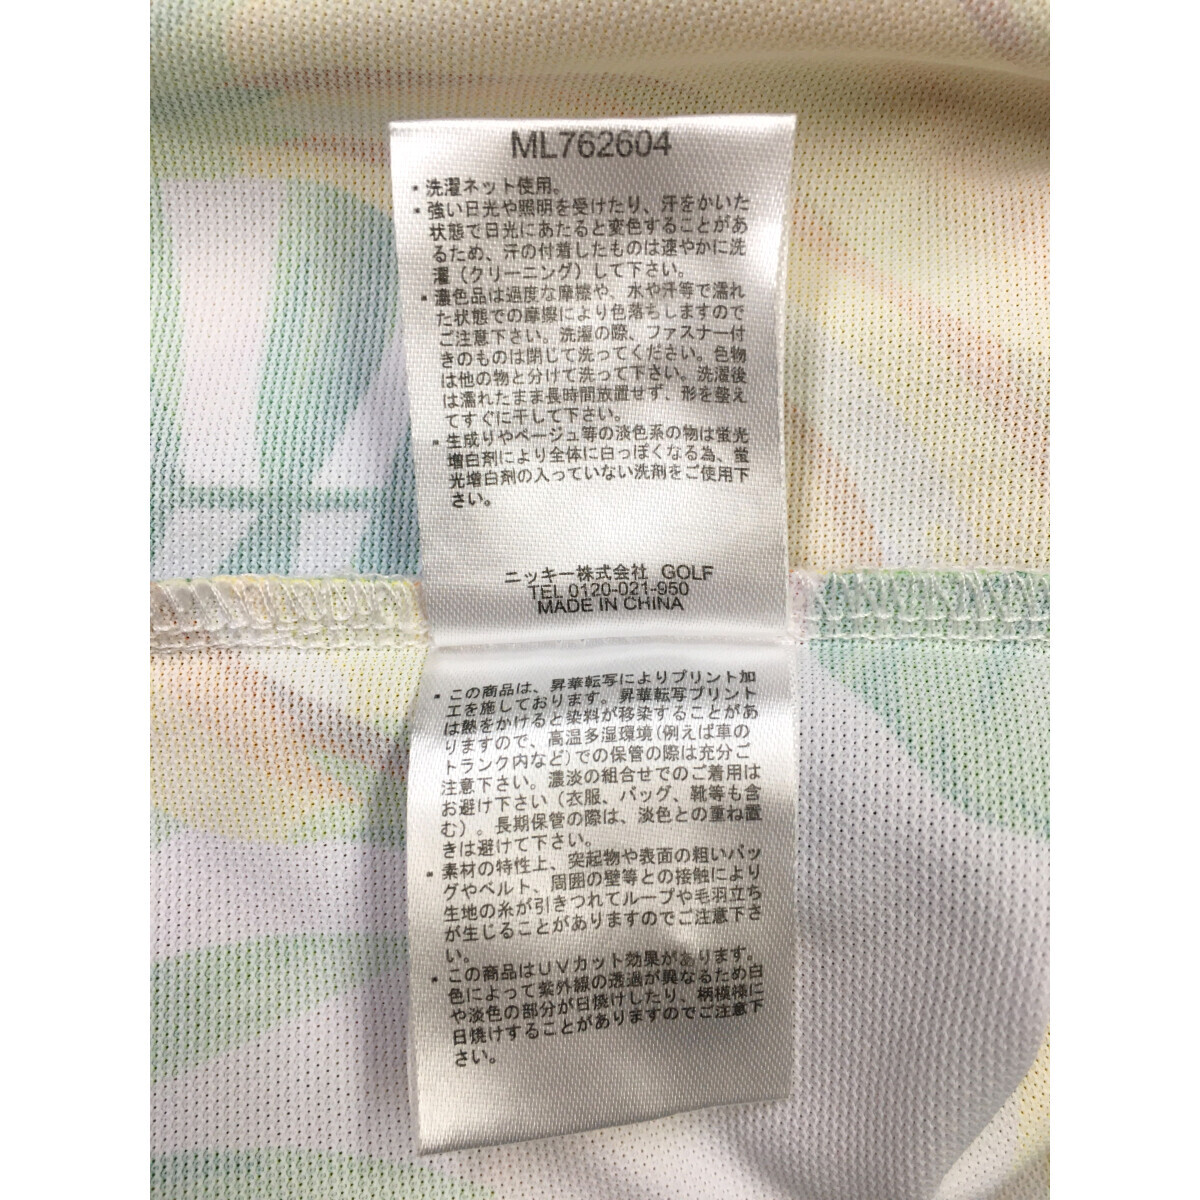 ML762604
・洗濯ネット使用。
・強い日光や照明を受けたり、汗をかいた
状態で日光にあたると変色することがあ
るため、汗の付着したものは速やかに洗
濯（クリーニング）して下さい。
・濃色品は過度な摩擦や、水や汗等で濡れ
た状態での摩擦により色落ちしますので
ご注意下さい。洗濯の際、ファスナー付
きのものは閉じて洗ってください。色物
は他の物と分けて洗って下さい。洗濯後
は濡れたまま長時間放置せず、形を整え
てすぐに干して下さい。
・生成りやベージュ等の淡色系の物は蛍光
増白剤により全体に白っぽくなる為、蛍
光増白剤の入っていない洗剤をご使用下
さい。
ニッキー株式会社 GOLF
TEL 0120-021-950
MADE IN CHINA
・この商品は、昇華転写によりプリント加
工を施しております。昇華転写プリント
は熱をかけると染料が移染することがあ
りますので、高温多湿環境(例えば車の
トランク内など)での保管の際は充分ご
注意下さい。濃淡の組合せでのご着用は
お避け下さい（衣服、バッグ、靴等も含
む）。長期保管の際は、淡色との重ね置
きは避けて下さい。
・素材の特性上、突起物や表面の粗いバッ
グやベルト、周囲の壁等との接触により
生地の糸が引きつれてループや毛羽立ち
が生じることがありますのでご注意下さ
い。
・この商品はＵＶカット効果があります。
色によって紫外線の透過が異なるため白
や淡色の部分が日焼けしたり、柄模様に
日焼けすることがありますのでご注意下
さい。